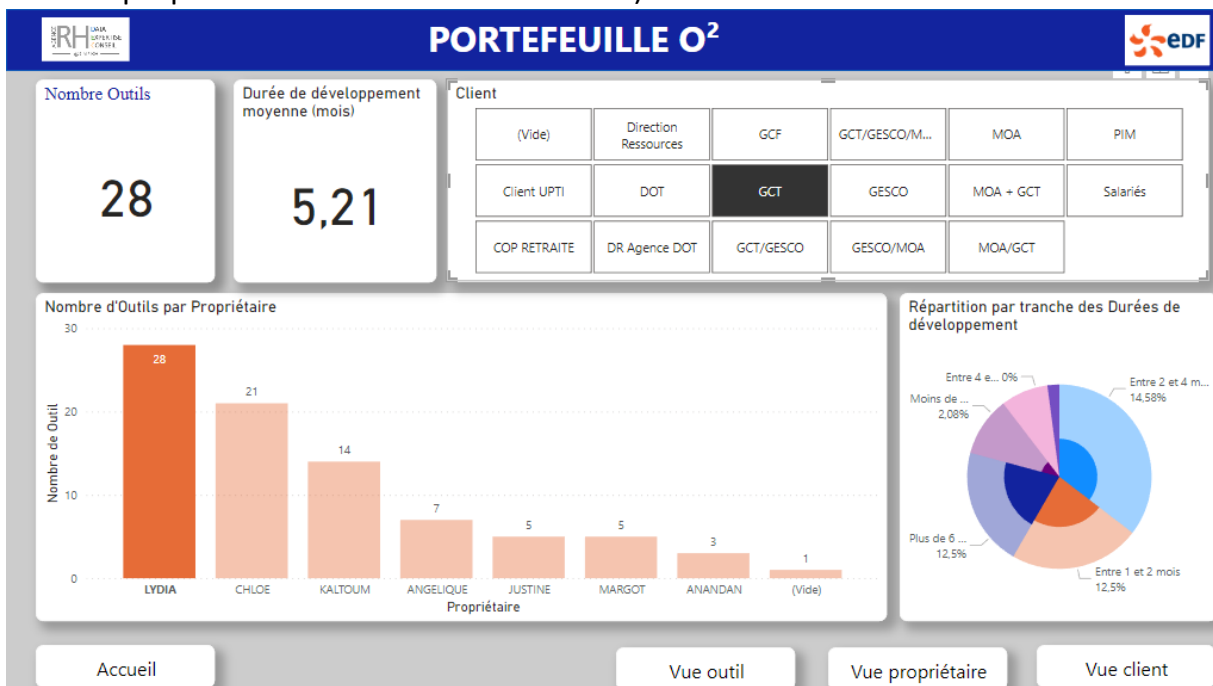 PORTEFEUILLE O²
AGENCE RH DATA
EXPERTISE
CONSEIL
edf
Nombre Outils
28
Durée de développement
moyenne (mois)
5,21
Client
(Vide)
Direction
Ressources
GCF
GCT/GESCO/M...
MOA
PIM
Client UPTI
DOT
GCT
GESCO
MOA + GCT
Salariés
COP RETRAITE
DR Agence DOT
GCT/GESCO
GESCO/MOA
MOA/GCT
Nombre d'Outils par Propriétaire
Nombre de Outil
30
20
10
0
28
21
14
7
5
5
3
1
LYDIA
CHLOE
KALTOUM
ANGELIQUE
JUSTINE
MARGOT
ANANDAN
(Vide)
Propriétaire
Répartition par tranche des Durées de
développement
Entre 4 e... 0%
Entre 2 et 4 m...
14,58%
Moins de ...
2,08%
Plus de 6 ...
12,5%
Entre 1 et 2 mois
12,5%
Accueil
Vue outil
Vue propriétaire
Vue client